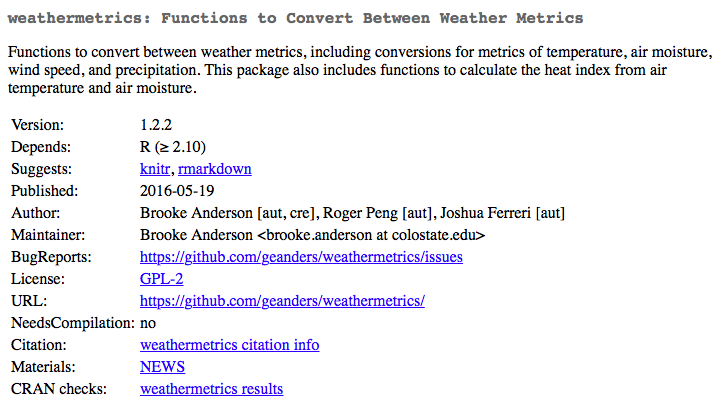 weathermetrics: Functions to Convert Between Weather Metrics
Functions to convert between weather metrics, including conversions for metrics of temperature, air moisture,
wind speed, and precipitation. This package also includes functions to calculate the heat index from air
temperature and air moisture.
Version: 1.2.2
Depends: R (≥ 2.10)
Suggests: knitr, rmarkdown
Published: 2016-05-19
Author: Brooke Anderson [aut, cre], Roger Peng [aut], Joshua Ferreri [aut]
Maintainer: Brooke Anderson <brooke.anderson at colostate.edu>
BugReports: https://github.com/geanders/weathermetrics/issues
License: GPL-2
URL: https://github.com/geanders/weathermetrics/
NeedsCompilation: no
Citation: weathermetrics citation info
Materials: NEWS
CRAN checks: weathermetrics results